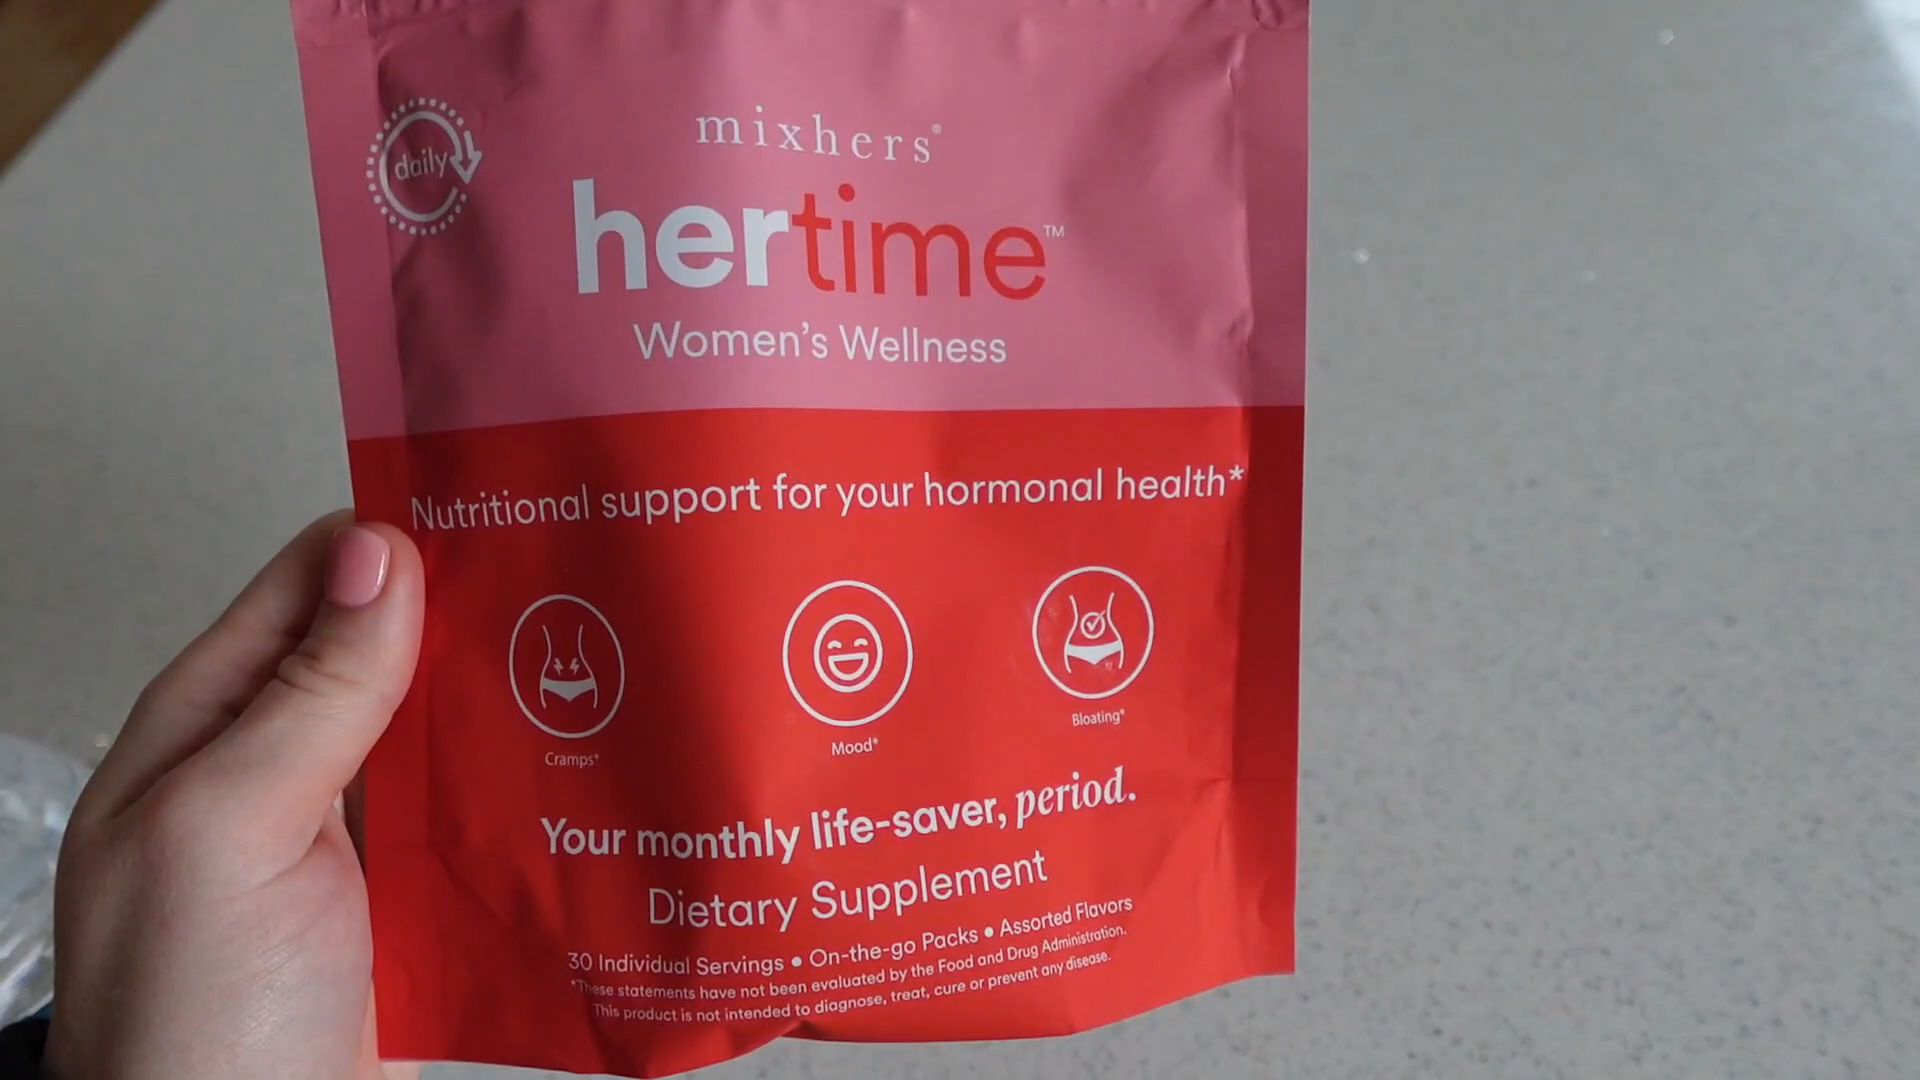 daily
mixhers®
hertime™
Women's Wellness
Nutritional support for your hormonal health*
Cramps*
Mood*
Bloating*
Your monthly life-saver, period.
Dietary Supplement
30 Individual Servings • On-the-go Packs • Assorted Flavors
*These statements have not been evaluated by the Food and Drug Administration.
This product is not intended to diagnose, treat, cure or prevent any disease.